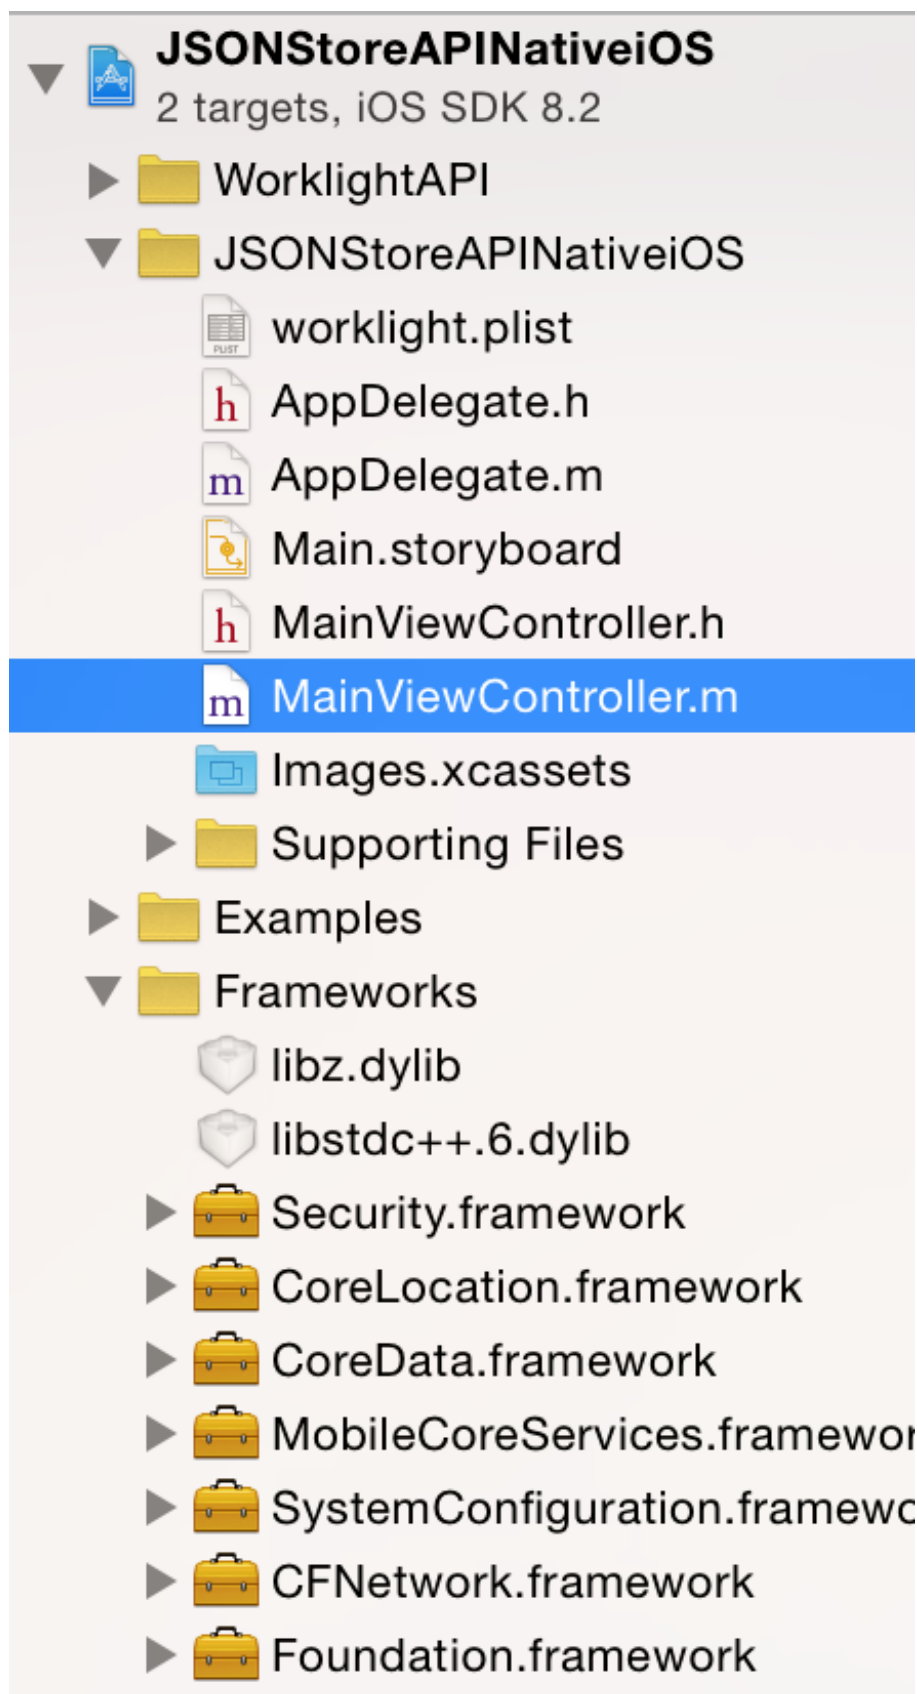 JSONStoreAPINativeiOS
2 targets, iOS SDK 8.2
WorklightAPI
JSONStoreAPINativeiOS
PLIST worklight.plist
h AppDelegate.h
m AppDelegate.m
Main.storyboard
h MainViewController.h
m MainViewController.m
Images.xcassets
Supporting Files
Examples
Frameworks
libz.dylib
libstdc++.6.dylib
Security.framework
CoreLocation.framework
CoreData.framework
MobileCoreServices.framewor
SystemConfiguration.framewo
CFNetwork.framework
Foundation.framework